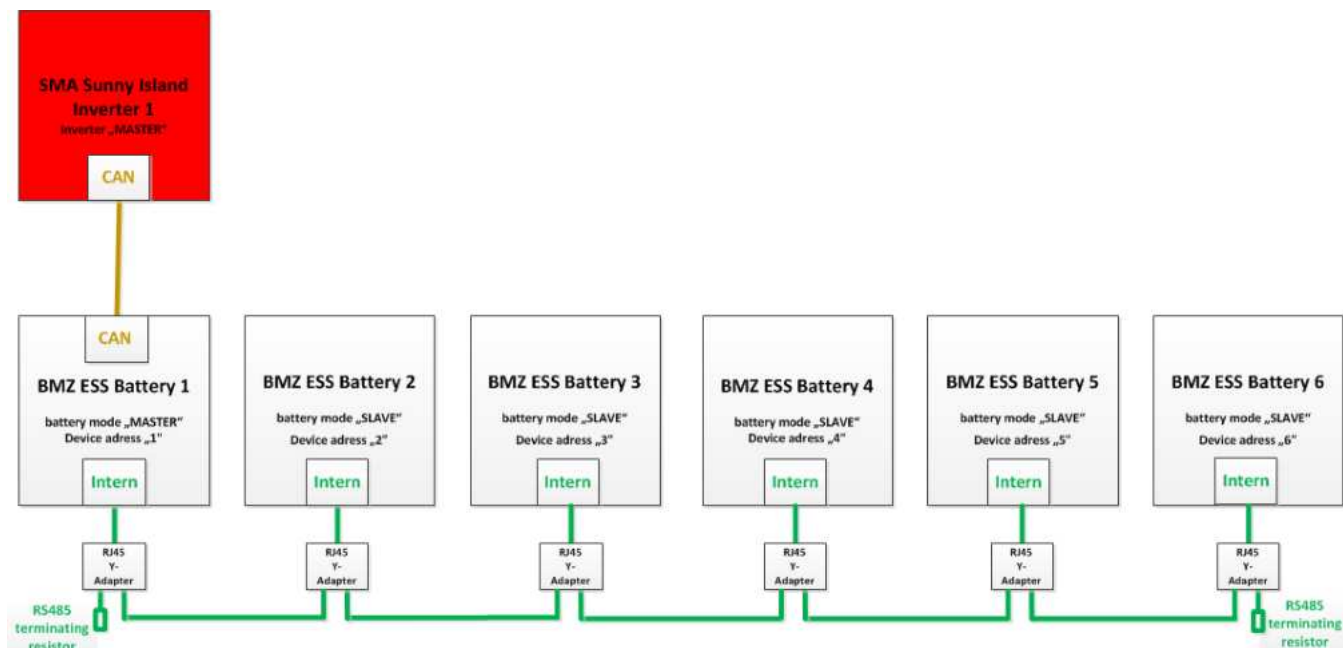 SMA Sunny Island
Inverter 1
Inverter „MASTER“
CAN
CAN
BMZ ESS Battery 1
battery mode „MASTER“
Device adress „1“
Intern
BMZ ESS Battery 2
battery mode „SLAVE“
Device adress „2“
Intern
BMZ ESS Battery 3
battery mode „SLAVE“
Device adress „3“
Intern
BMZ ESS Battery 4
battery mode „SLAVE“
Device adress „4“
Intern
BMZ ESS Battery 5
battery mode „SLAVE“
Device adress „5“
Intern
BMZ ESS Battery 6
battery mode „SLAVE“
Device adress „6“
Intern
RJ45
Y-
Adapter
RJ45
Y-
Adapter
RJ45
Y-
Adapter
RJ45
Y-
Adapter
RJ45
Y-
Adapter
RJ45
Y-
Adapter
RS485
terminating
resistor
RS485
terminating
resistor